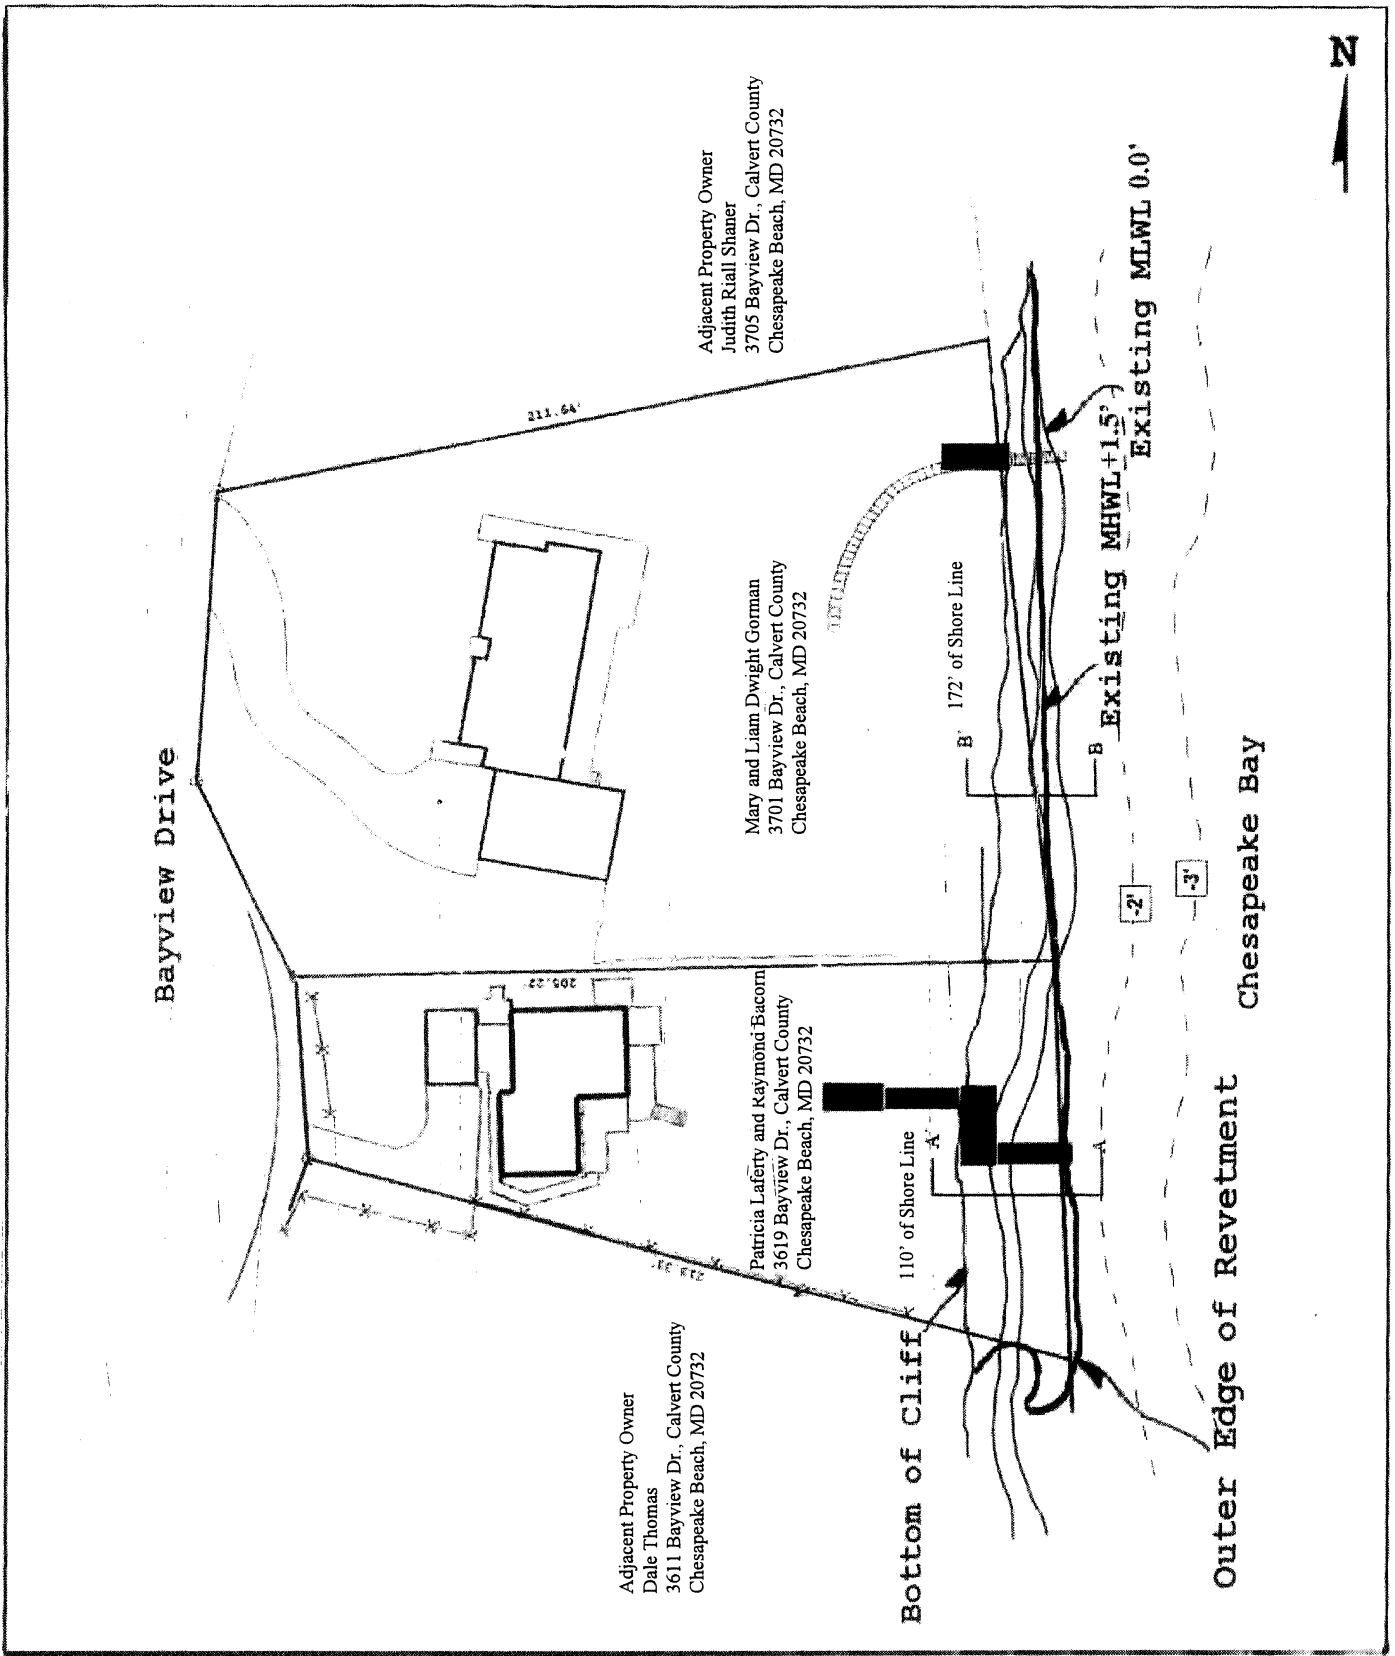 N
Bayview Drive
Adjacent Property Owner
Judith Riall Shaner
3705 Bayview Dr., Calvert County
Chesapeake Beach, MD 20732
211.64'
Mary and Liam Dwight Gorman
3701 Bayview Dr., Calvert County
Chesapeake Beach, MD 20732
172' of Shore Line
B'
B
Existing MHWL+1.5'
Existing MLWL 0.0'
205.22'
Patricia Laferty and Raymond Bacorn
3619 Bayview Dr., Calvert County
Chesapeake Beach, MD 20732
110' of Shore Line
A'
A
-2'
-3'
Chesapeake Bay
Adjacent Property Owner
Dale Thomas
3611 Bayview Dr., Calvert County
Chesapeake Beach, MD 20732
Bottom of Cliff
Outer Edge of Revetment